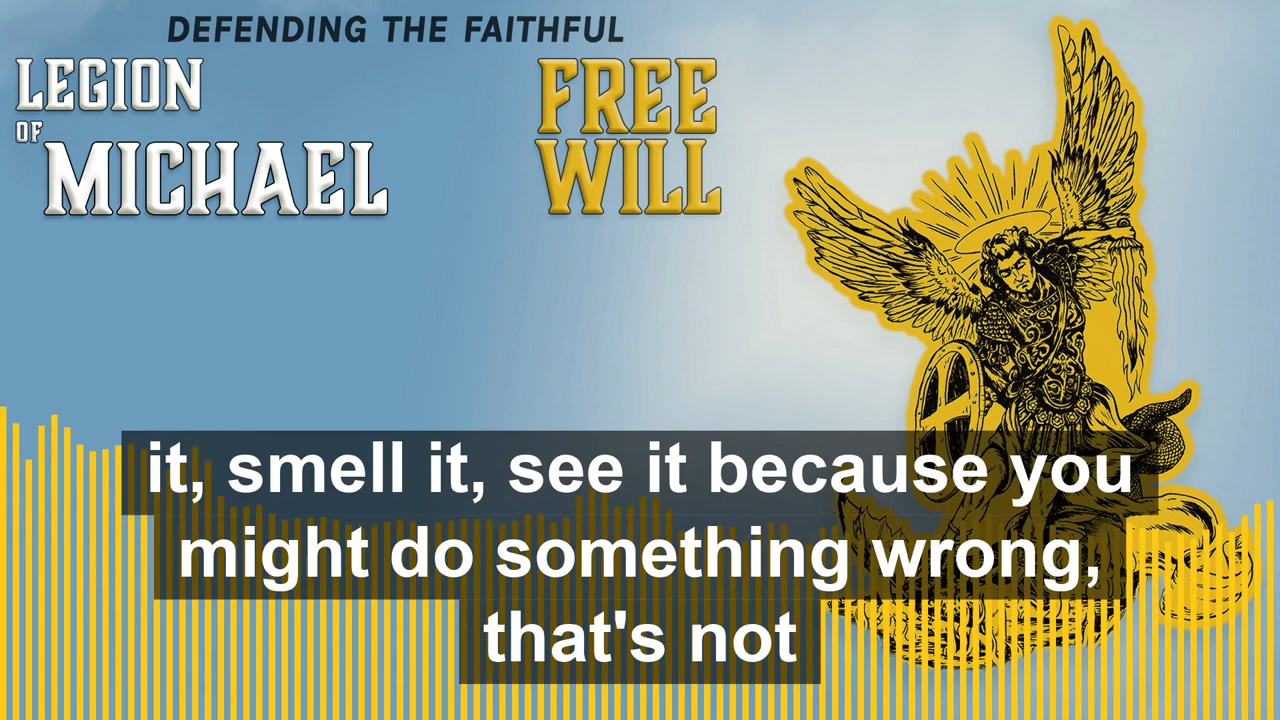 DEFENDING THE FAITHFUL
LEGION
OF
MICHAEL
FREE
WILL
it, smell it, see it because you
might do something wrong,
that's not